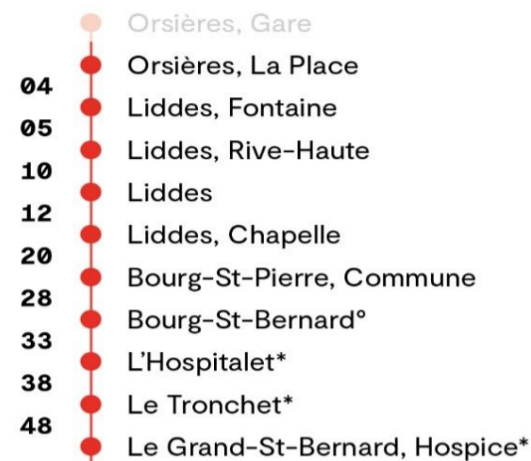 Orsières, Gare
Orsières, La Place
04
Liddes, Fontaine
05
Liddes, Rive-Haute
10
Liddes
12
Liddes, Chapelle
20
Bourg-St-Pierre, Commune
28
Bourg-St-Bernard°
33
L’Hospitalet*
38
Le Tronchet*
48
Le Grand-St-Bernard, Hospice*